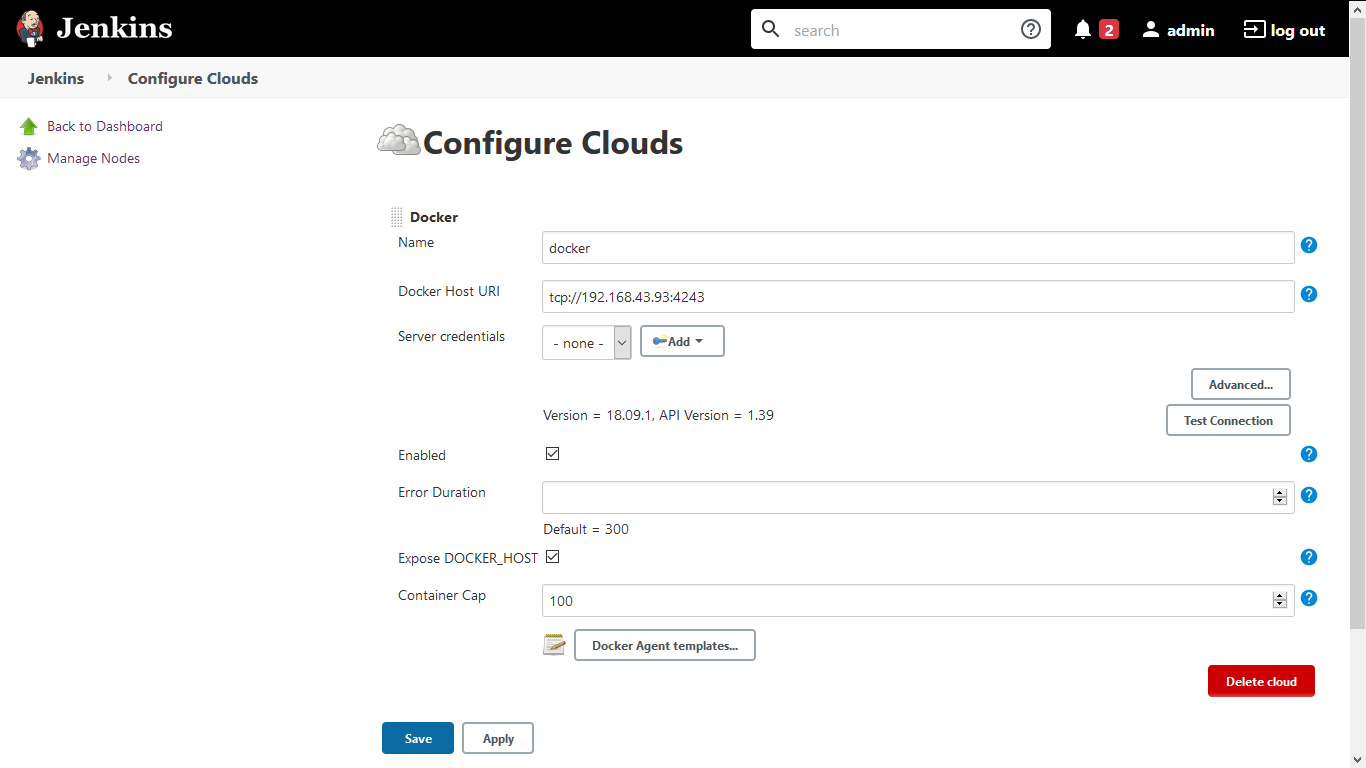 Jenkins
search
2
admin
log out
Jenkins
Configure Clouds
Back to Dashboard
Manage Nodes
Configure Clouds
Docker
Name
docker
Docker Host URI
tcp://192.168.43.93:4243
Server credentials
- none -
Add
Advanced...
Version = 18.09.1, API Version = 1.39
Test Connection
Enabled
Error Duration
Default = 300
Expose DOCKER_HOST
Container Cap
100
Docker Agent templates...
Delete cloud
Save
Apply